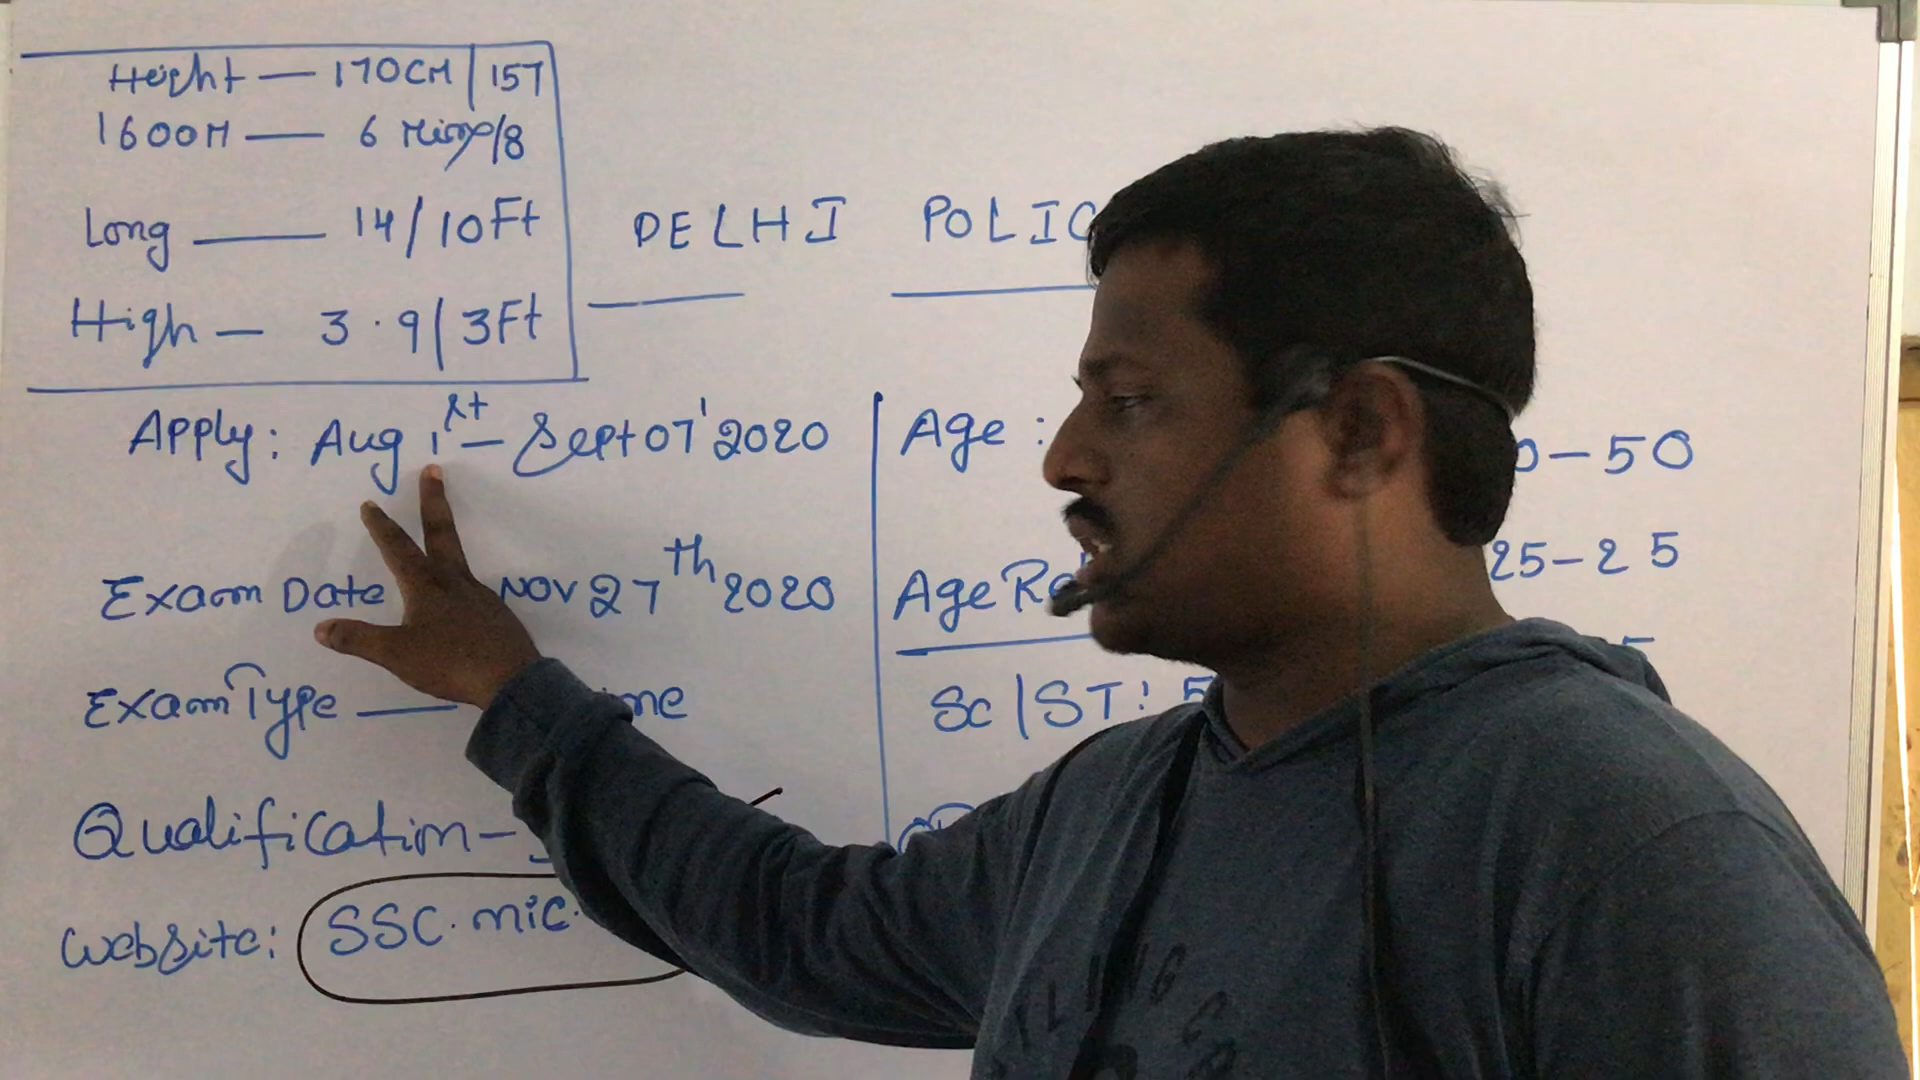 Height — 170CM | 157
1600M — 6 Mins/8
Long — 14/10Ft
High — 3.9 | 3Ft
DELHI POLIC
Apply: Aug 1st – Sept 07' 2020
Exam Date Nov 27th 2020
Exam Type —
Qualification –
Website: SSC.nic.
Age: 0–50
Age 25–25
SC/ST: 5